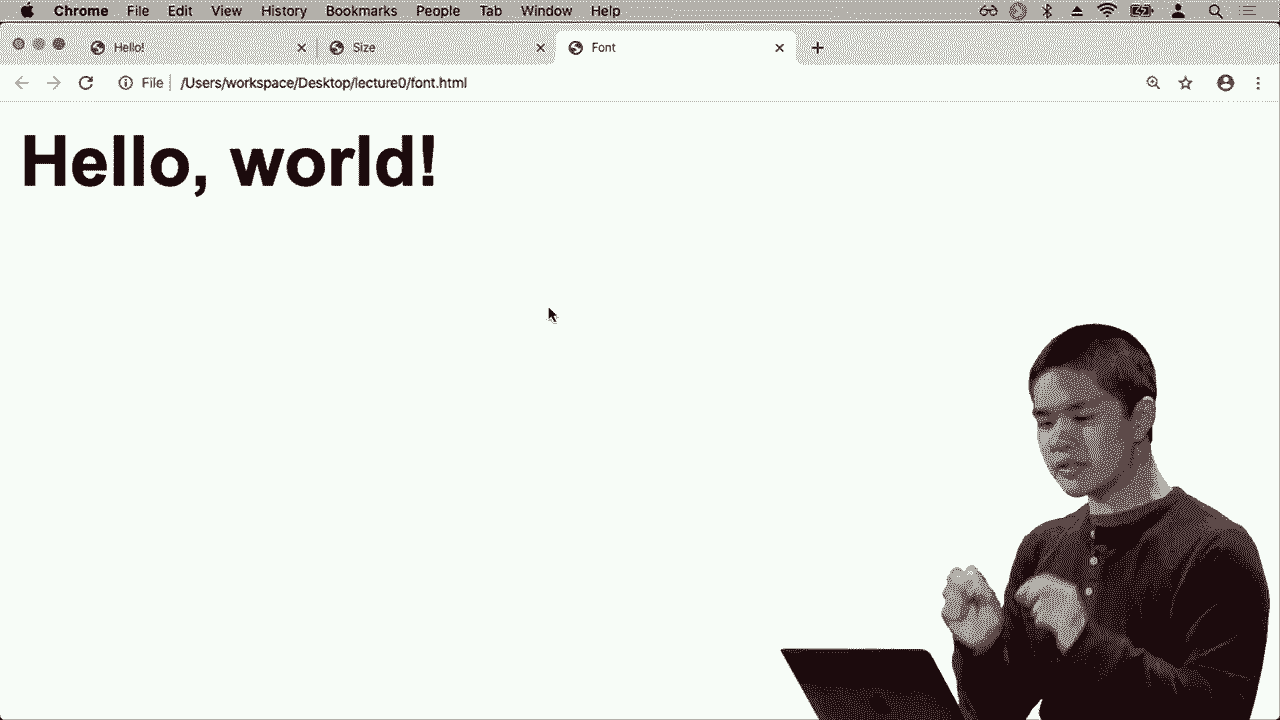 Chrome File Edit View History Bookmarks People Tab Window Help
Hello! Size Font
File /Users/workspace/Desktop/lecture0/font.html
Hello, world!